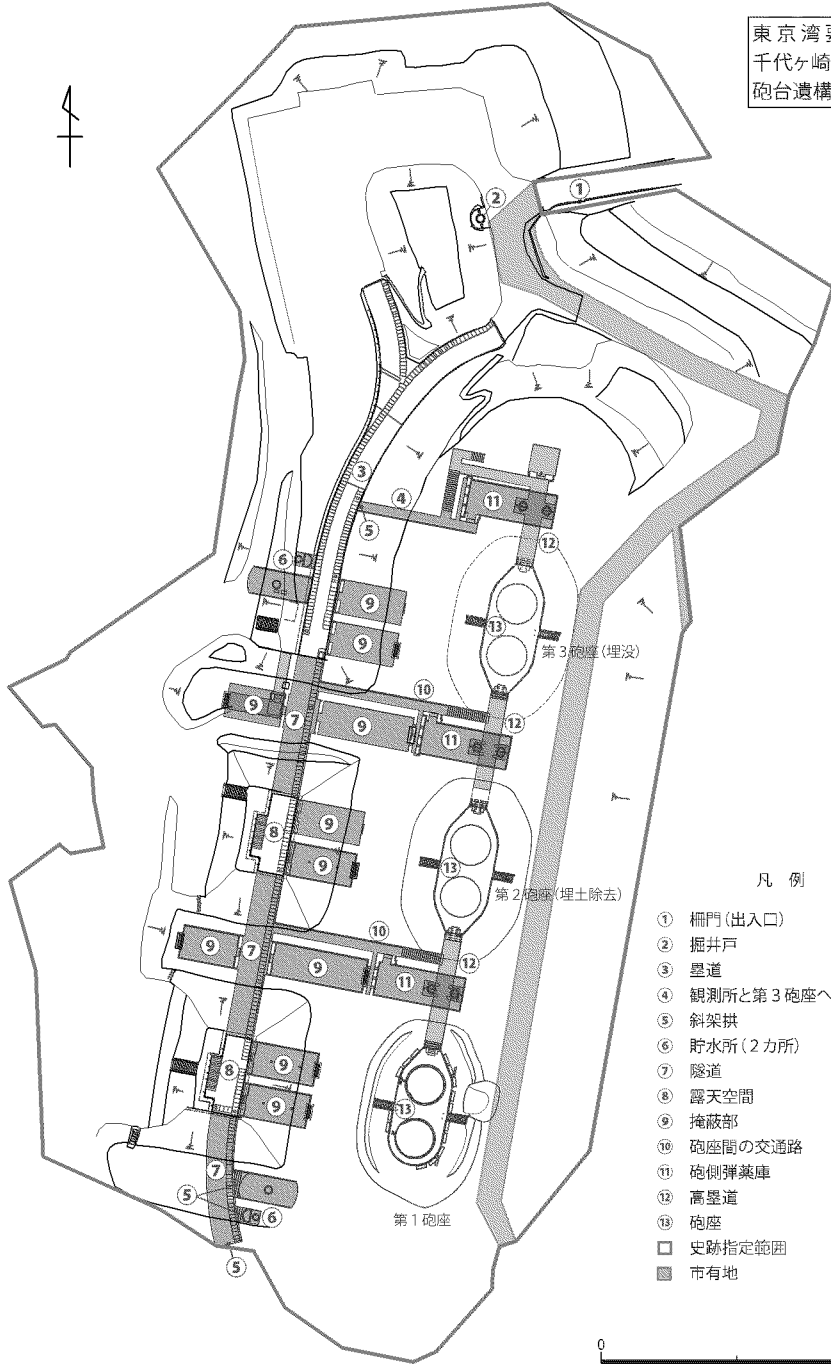 東京湾要
千代ヶ崎
砲台遺構
①
②
③
④
⑤
⑪
⑫
⑥
⑨
⑬
⑨
第3砲座(埋没)
⑩
⑨
⑦
⑨
⑫
⑪
⑧
⑨
⑨
⑬
第2砲座(埋土除去)
⑩
⑨
⑦
⑨
⑪
⑫
⑧
⑨
⑨
⑬
⑦
⑤
⑥
第1砲座
⑤
凡 例
① 柵門(出入口)
② 掘井戸
③ 塁道
④ 観測所と第3砲座へ
⑤ 斜架拱
⑥ 貯水所(2カ所)
⑦ 隧道
⑧ 露天空間
⑨ 掩蔽部
⑩ 砲座間の交通路
⑪ 砲側弾薬庫
⑫ 高塁道
⑬ 砲座
史跡指定範囲
市有地
0